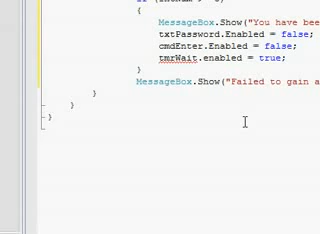 {
MessageBox.Show("You have bee
txtPassword.Enabled = false;
cmdEnter.Enabled = false;
tmrWait.enabled = true;
}
MessageBox.Show("Failed to gain a
}
}
}